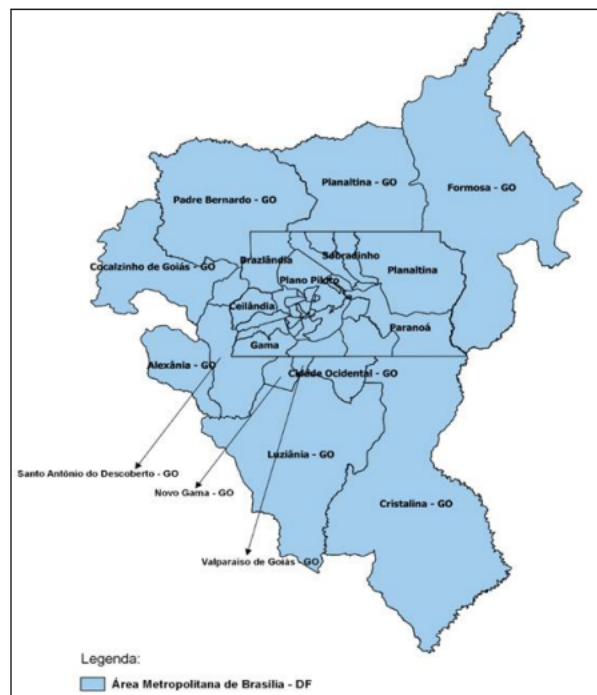 Planaltina - GO
Formosa - GO
Padre Bernardo - GO
Sobradinho
Brazlândia
Cocalzinho de Goiás - GO
Planaltina
Plano Piloto
Ceilândia
Paranoá
Gama
Alexânia - GO
Cidade Ocidental - GO
Luziânia - GO
Santo Antônio do Descoberto - GO
Novo Gama - GO
Cristalina - GO
Valparaiso de Goiás - GO
Legenda:
Área Metropolitana de Brasilia - DF